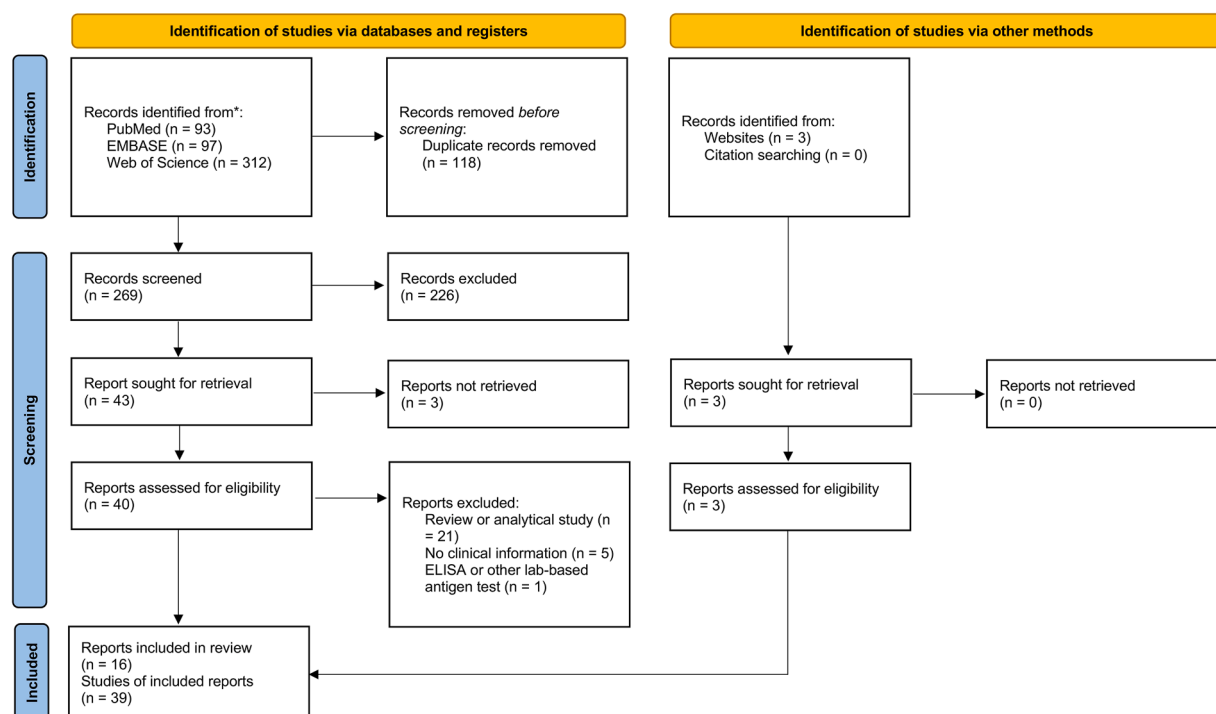 Identification of studies via databases and registers
Identification of studies via other methods
Identification
Records identified from*:
PubMed (n = 93)
EMBASE (n = 97)
Web of Science (n = 312)
Records removed before
screening:
Duplicate records removed
(n = 118)
Records identified from:
Websites (n = 3)
Citation searching (n = 0)
Screening
Records screened
(n = 269)
Records excluded
(n = 226)
Report sought for retrieval
(n = 43)
Reports not retrieved
(n = 3)
Reports sought for retrieval
(n = 3)
Reports not retrieved
(n = 0)
Reports assessed for eligibility
(n = 40)
Reports excluded:
Review or analytical study (n
= 21)
No clinical information (n = 5)
ELISA or other lab-based
antigen test (n = 1)
Reports assessed for eligibility
(n = 3)
Included
Reports included in review
(n = 16)
Studies of included reports
(n = 39)